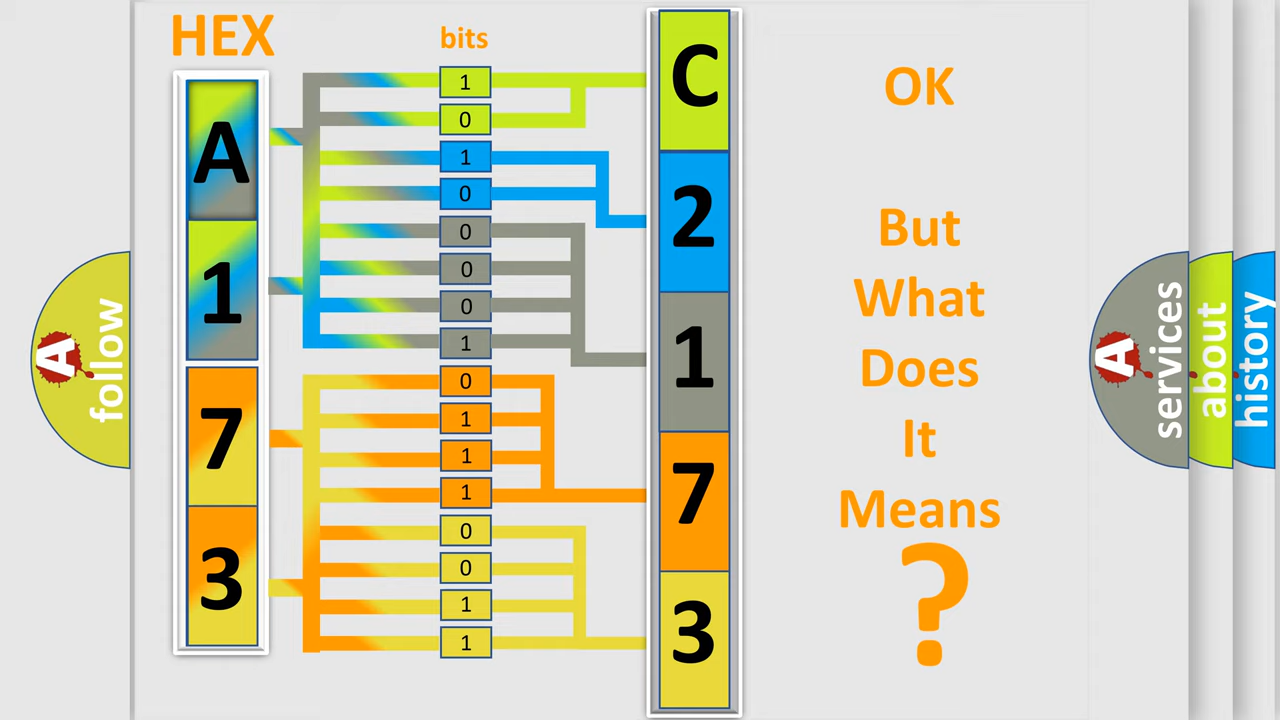 HEX
bits
A
1
7
3
1
0
1
0
0
0
0
1
0
1
1
1
0
0
1
1
C
2
1
7
3
OK
But
What
Does
It
Means
?
A
follow
A
services
about
history